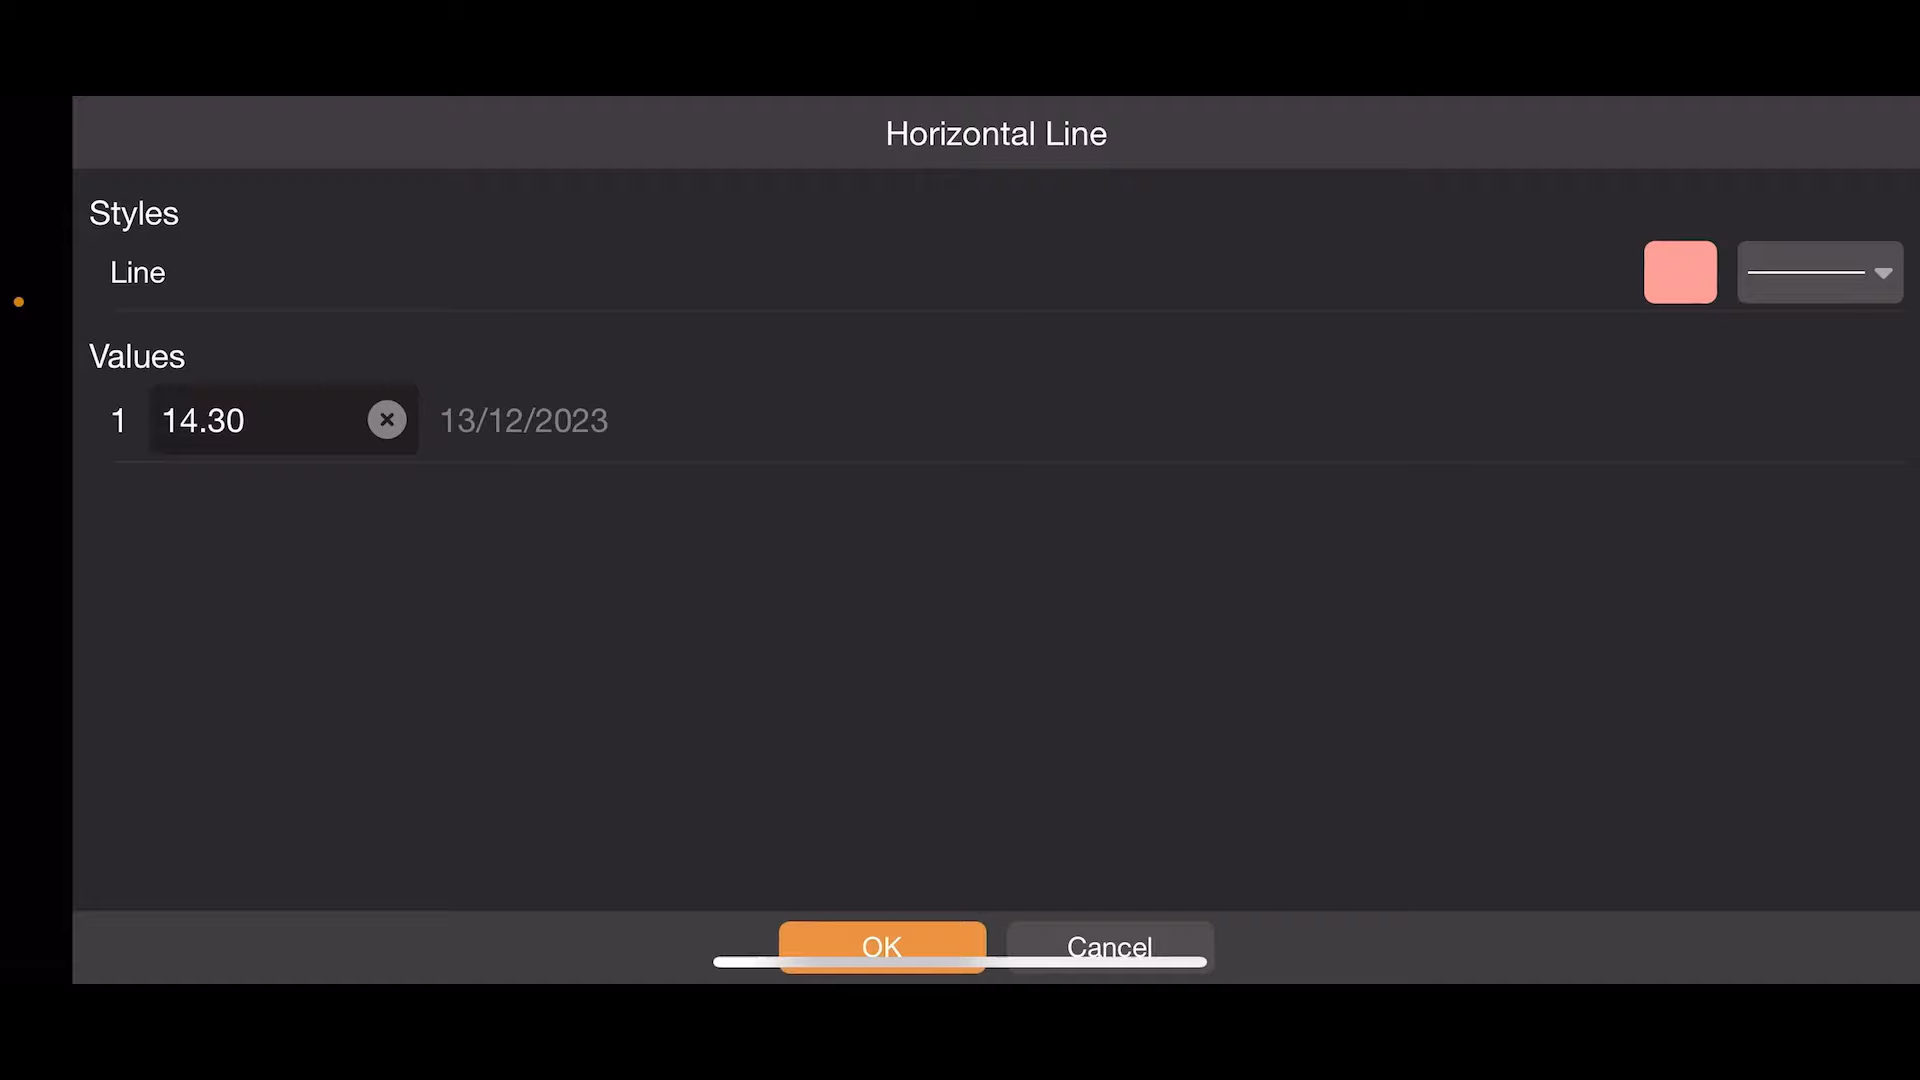 Horizontal Line
Styles
Line
Values
1 14.30 13/12/2023
OK Cancel